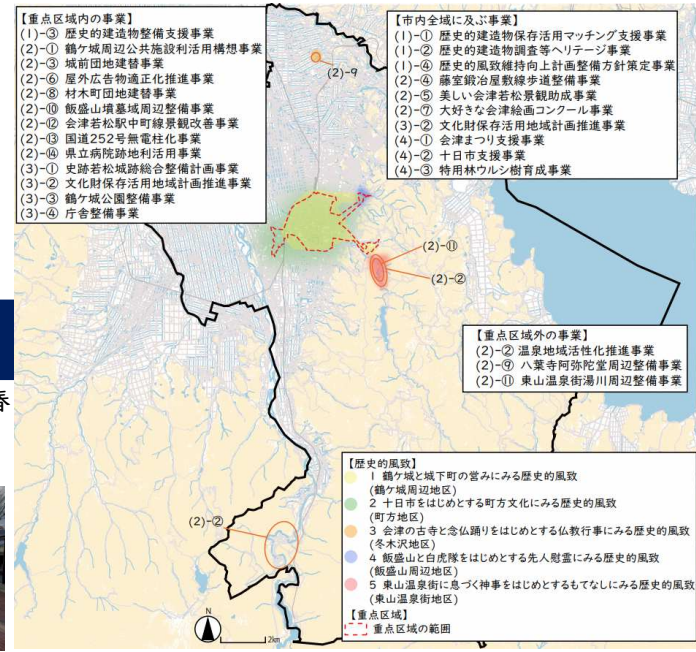 【重点区域内の事業】
(1)-③ 歴史的建造物整備支援事業
(2)-① 鶴ケ城周辺公共施設利活用構想事業
(2)-③ 城前団地建替事業
(2)-⑥ 屋外広告物適正化推進事業
(2)-⑧ 材木町団地建替事業
(2)-⑩ 飯盛山墳墓域周辺整備事業
(2)-⑫ 会津若松駅中町線景観改善事業
(2)-⑬ 国道252号無電柱化事業
(2)-⑭ 県立病院跡地利活用事業
(3)-① 史跡若松城跡総合整備計画事業
(3)-② 文化財保存活用地域計画推進事業
(3)-③ 鶴ケ城公園整備事業
(3)-④ 庁舎整備事業
【市内全域に及ぶ事業】
(1)-① 歴史的建造物保存活用マッチング支援事業
(1)-② 歴史的建造物調査等ヘリテージ事業
(1)-④ 歴史的風致維持向上計画整備方針策定事業
(2)-④ 藤室鍛冶屋敷線歩道整備事業
(2)-⑤ 美しい会津若松景観助成事業
(2)-⑦ 大好きな会津絵画コンクール事業
(3)-② 文化財保存活用地域計画推進事業
(4)-① 会津まつり支援事業
(4)-② 十日市支援事業
(4)-③ 特用林ウルシ樹育成事業
(2)-9
(2)-⑪
(2)-②
【重点区域外の事業】
(2)-② 温泉地域活性化推進事業
(2)-⑨ 八葉寺阿弥陀堂周辺整備事業
(2)-⑪ 東山温泉街湯川周辺整備事業
春
(2)-②
【歴史的風致】
1 鶴ケ城と城下町の営みにみる歴史的風致
(鶴ケ城周辺地区)
2 十日市をはじめとする町方文化にみる歴史的風致
(町方地区)
3 会津の古寺と念仏踊りをはじめとする仏教行事にみる歴史的風致
(冬木沢地区)
4 飯盛山と白虎隊をはじめとする先人慰霊にみる歴史的風致
(飯盛山周辺地区)
5 東山温泉街に息づく神事をはじめとするもてなしにみる歴史的風致
(東山温泉街地区)
【重点区域】
重点区域の範囲
N
2km